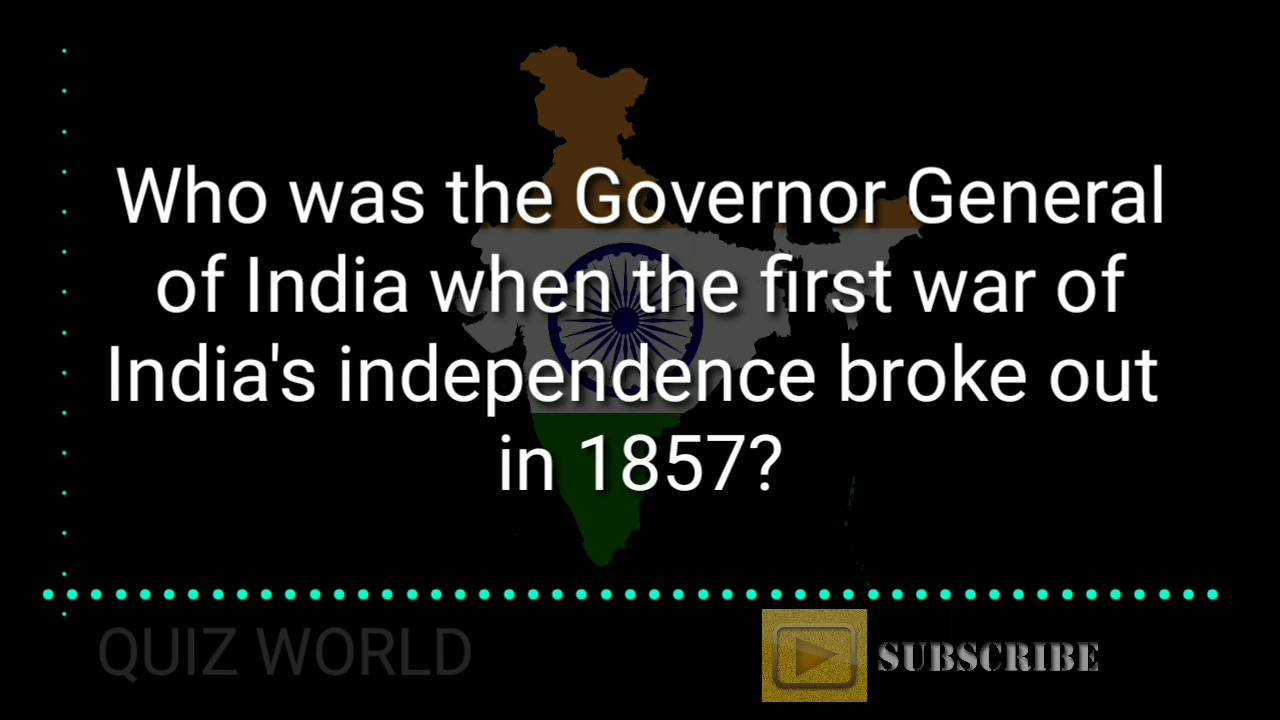 Who was the Governor General
of India when the first war of
India's independence broke out
in 1857?
QUIZ WORLD
SUBSCRIBE